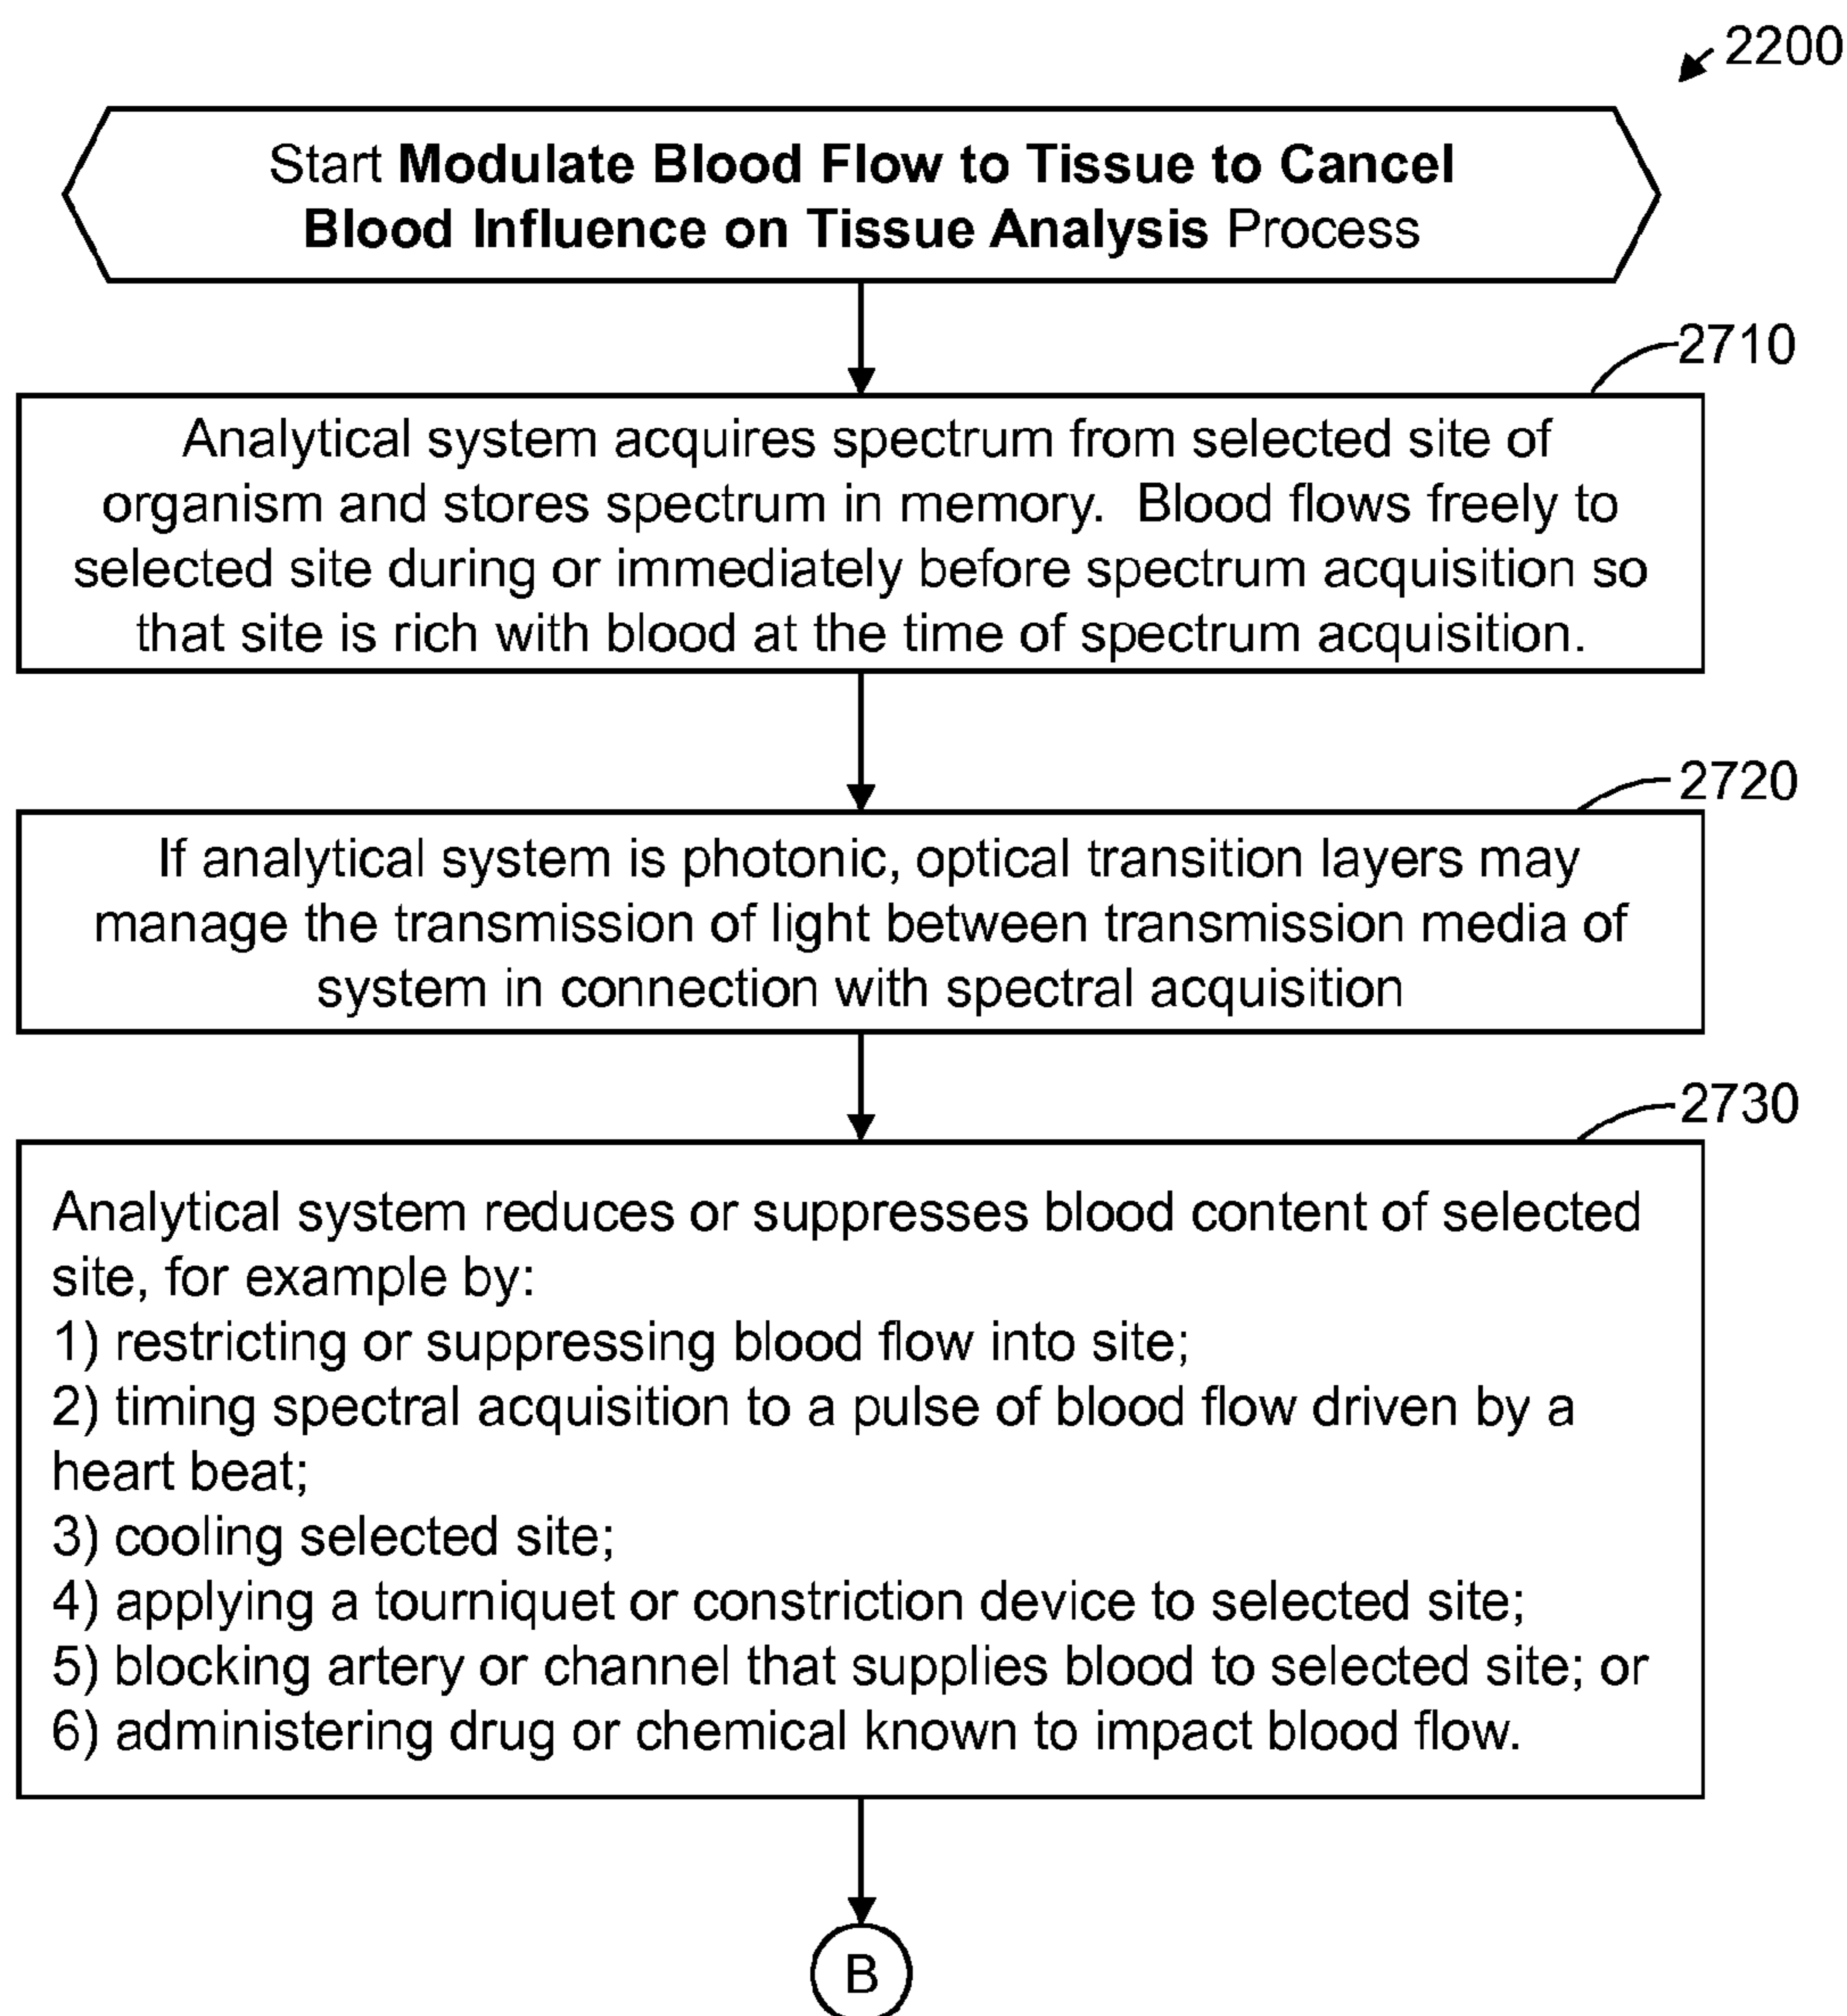 2200
Start Modulate Blood Flow to Tissue to Cancel
Blood Influence on Tissue Analysis Process
2710
Analytical system acquires spectrum from selected site of
organism and stores spectrum in memory.  Blood flows freely to
selected site during or immediately before spectrum acquisition so
that site is rich with blood at the time of spectrum acquisition.
2720
If analytical system is photonic, optical transition layers may
manage the transmission of light between transmission media of
system in connection with spectral acquisition
2730
Analytical system reduces or suppresses blood content of selected
site, for example by:
1) restricting or suppressing blood flow into site;
2) timing spectral acquisition to a pulse of blood flow driven by a
heart beat;
3) cooling selected site;
4) applying a tourniquet or constriction device to selected site;
5) blocking artery or channel that supplies blood to selected site; or
6) administering drug or chemical known to impact blood flow.
B